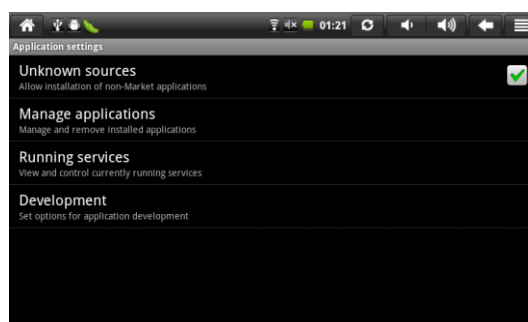 01:21
Application settings
Unknown sources
Allow installation of non-Market applications
Manage applications
Manage and remove installed applications
Running services
View and control currently running services
Development
Set options for application development